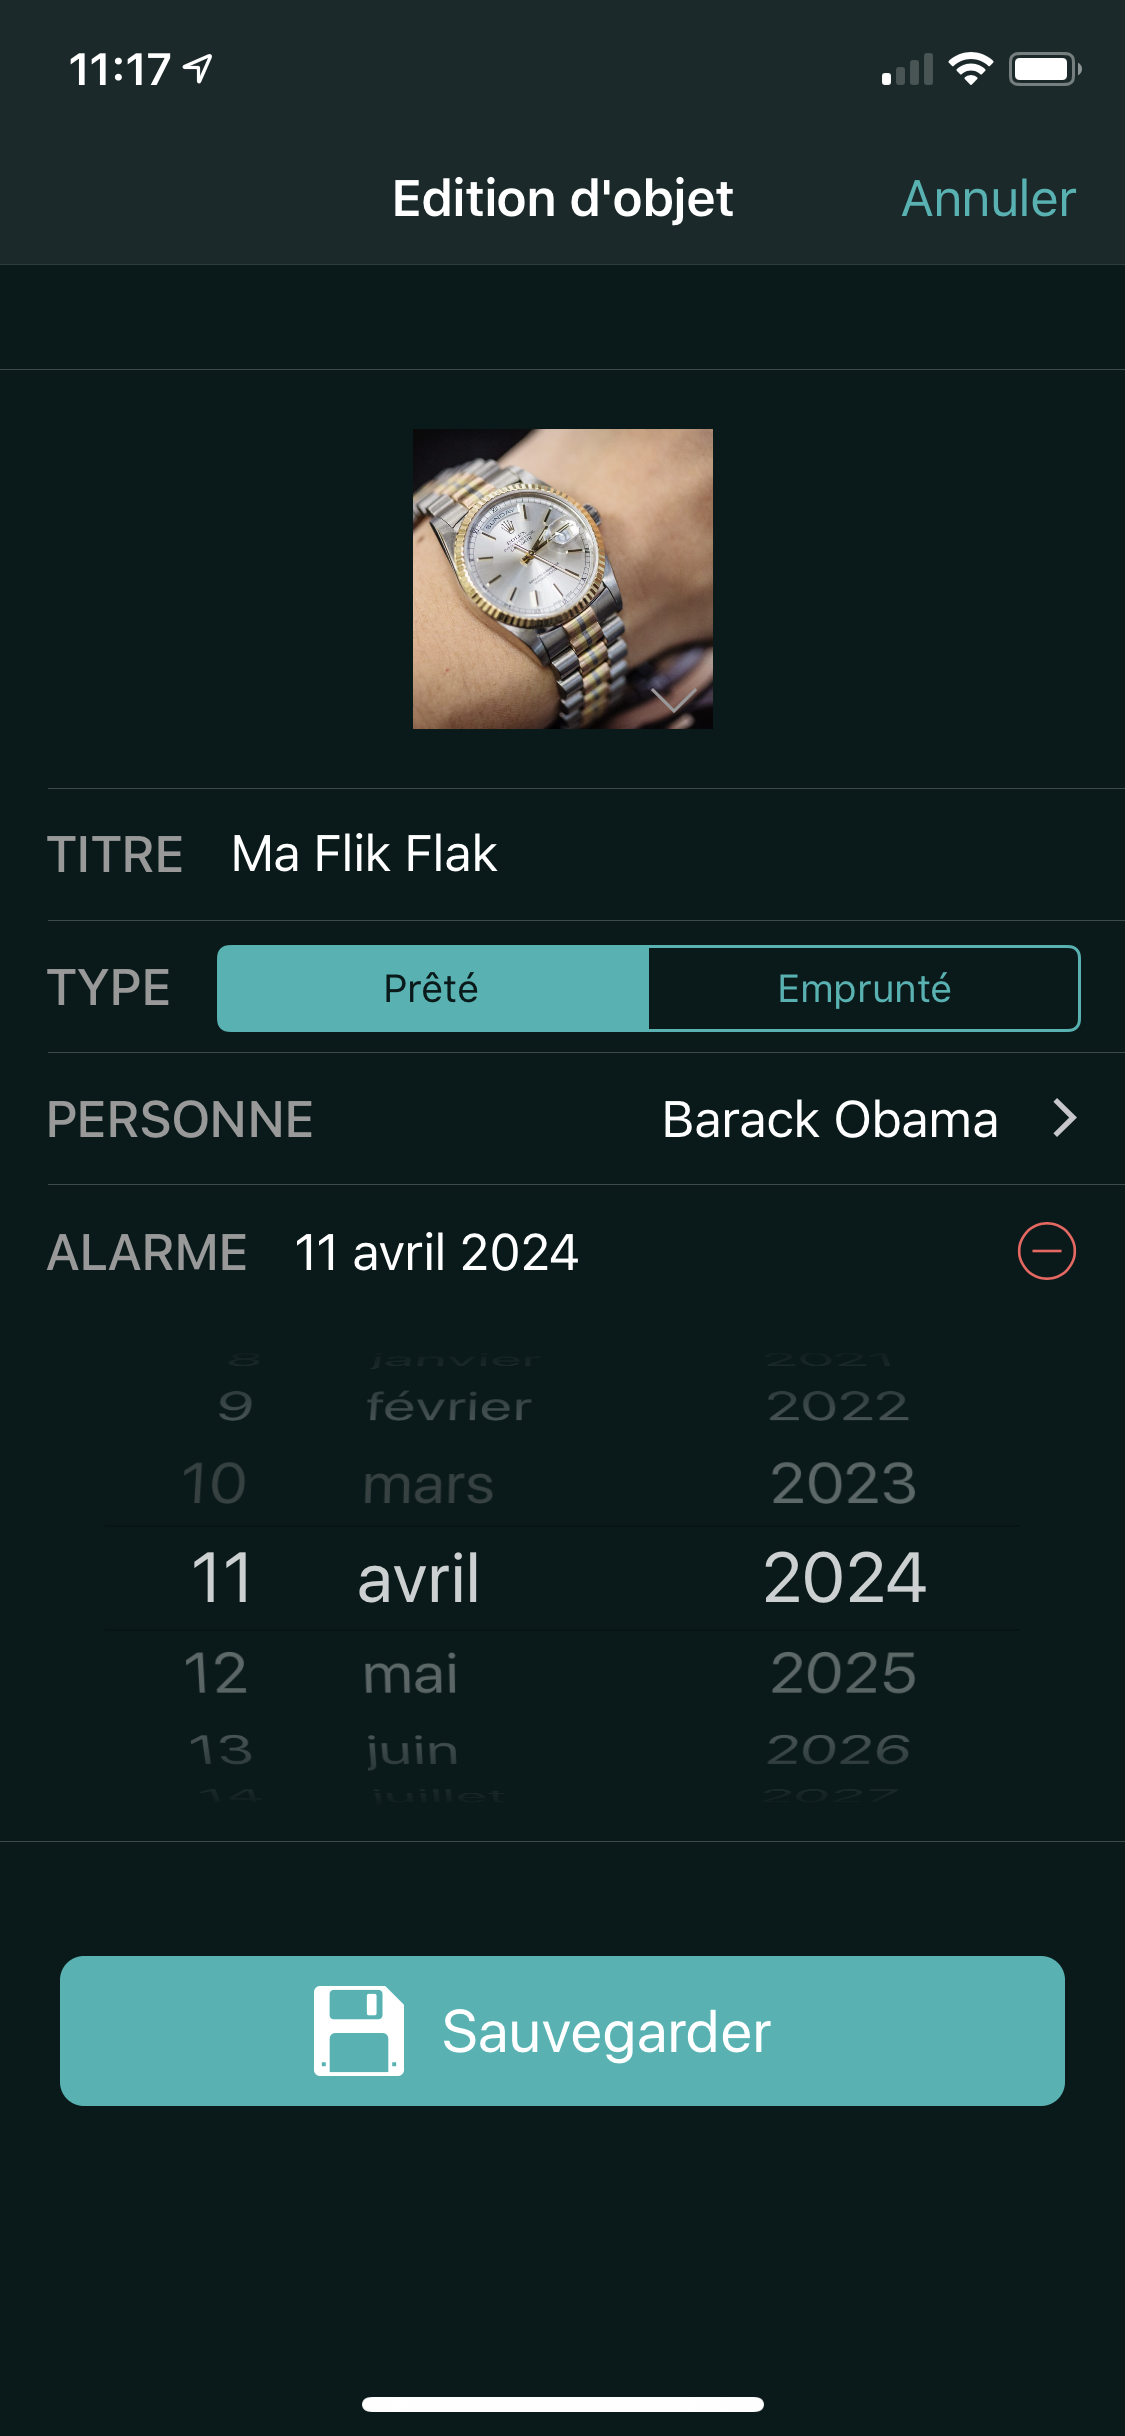 11:17
Edition d'objet
Annuler
SUNDAY
ROLEX
TITRE Ma Flik Flak
TYPE Prêté Emprunté
PERSONNE Barack Obama
ALARME 11 avril 2024
8 janvier 2021
9 février 2022
10 mars 2023
11 avril 2024
12 mai 2025
13 juin 2026
14 juillet 2027
Sauvegarder